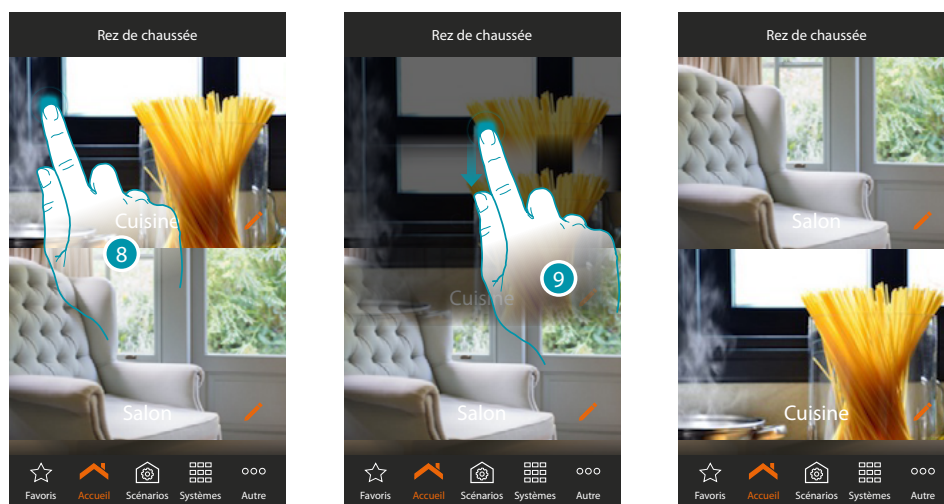 Rez de chaussée
Cuisine
8
Salon
Favoris Accueil Scénarios Systèmes Autre
Rez de chaussée
Cuisine
9
Salon
Favoris Accueil Scénarios Systèmes Autre
Rez de chaussée
Salon
Cuisine
Favoris Accueil Scénarios Systèmes Autre